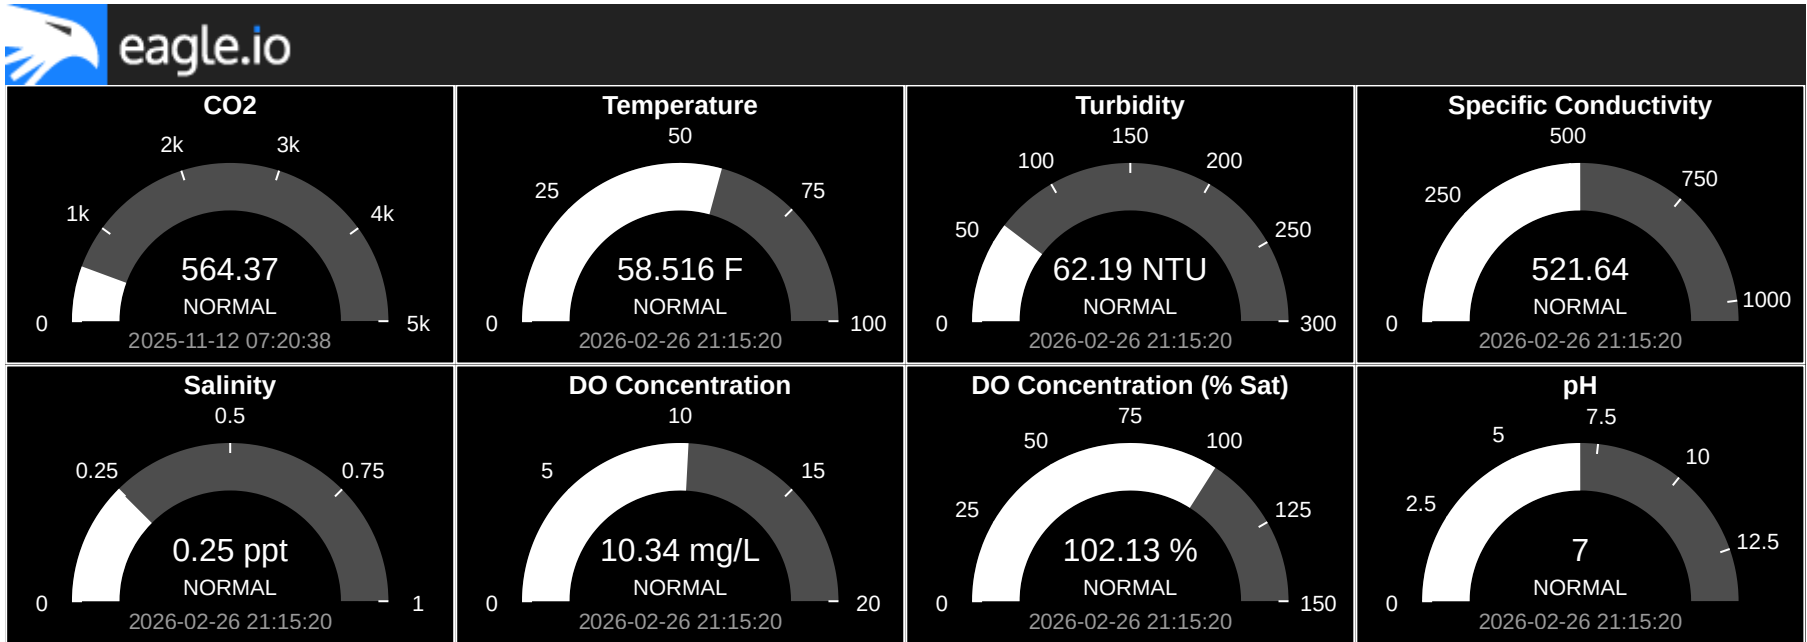 eagle.io
CO2
0
1k
2k
3k
4k
5k
564.37
NORMAL
2025-11-12 07:20:38
Temperature
0
25
50
75
100
58.516 F
NORMAL
2026-02-26 21:15:20
Turbidity
0
50
100
150
200
250
300
62.19 NTU
NORMAL
2026-02-26 21:15:20
Specific Conductivity
0
250
500
750
1000
521.64
NORMAL
2026-02-26 21:15:20
Salinity
0
0.25
0.5
0.75
1
0.25 ppt
NORMAL
2026-02-26 21:15:20
DO Concentration
0
5
10
15
20
10.34 mg/L
NORMAL
2026-02-26 21:15:20
DO Concentration (% Sat)
0
25
50
75
100
125
150
102.13 %
NORMAL
2026-02-26 21:15:20
pH
0
2.5
5
7.5
10
12.5
7
NORMAL
2026-02-26 21:15:20